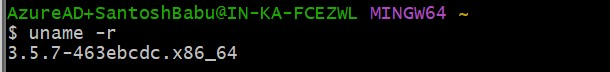 AzureAD+SantoshBabu@IN-KA-FCEZWL MINGW64 ~
$ uname -r
3.5.7-463ebcdc.x86_64